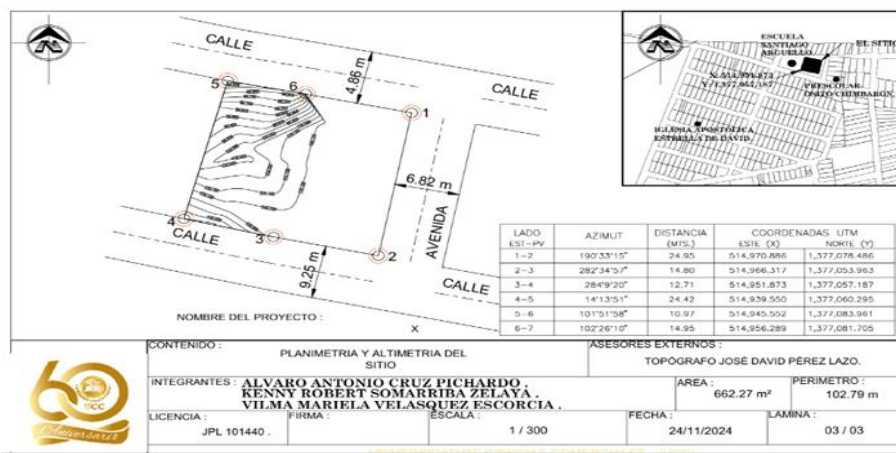 CALLE
CALLE
4.86 m
5
6
1
6.82 m
AVENIDA
4
3
2
CALLE
9.25 m
CALLE
NOMBRE DEL PROYECTO :
X
ESCUELA
SANTIAGO
ARGUELLO
EL SITIO
PRESCOLAR
OSITO CHIMBARON
IGLESIA APOSTOLICA
ESTRELLA DE DAVID
LADO EST-PV AZIMUT DISTANCIA (MTS.) COORDENADAS UTM ESTE (X) NORTE (Y)
1-2 190°33'15" 24.95 514,970.886 1,377,078.486
2-3 282°34'57" 14.80 514,966.317 1,377,053.963
3-4 284°9'20" 12.71 514,951.873 1,377,057.187
4-5 14°13'51" 24.42 514,939.550 1,377,060.295
5-6 101°51'58" 10.97 514,945.552 1,377,083.961
6-7 102°26'10" 14.95 514,956.289 1,377,081.705
CONTENIDO :
PLANIMETRIA Y ALTIMETRIA DEL
SITIO
ASESORES EXTERNOS :
TOPÓGRAFO JOSÉ DAVID PÉREZ LAZO.
INTEGRANTES : ALVARO ANTONIO CRUZ PICHARDO .
KENNY ROBERT SOMARRIBA ZELAYA .
VILMA MARIELA VELASQUEZ ESCORCIA .
AREA :
662.27 m²
PERIMETRO :
102.79 m
LICENCIA :
JPL 101440 .
FIRMA :
ESCALA :
1 / 300
FECHA :
24/11/2024
LAMINA :
03 / 03
60
UCC
Aniversario